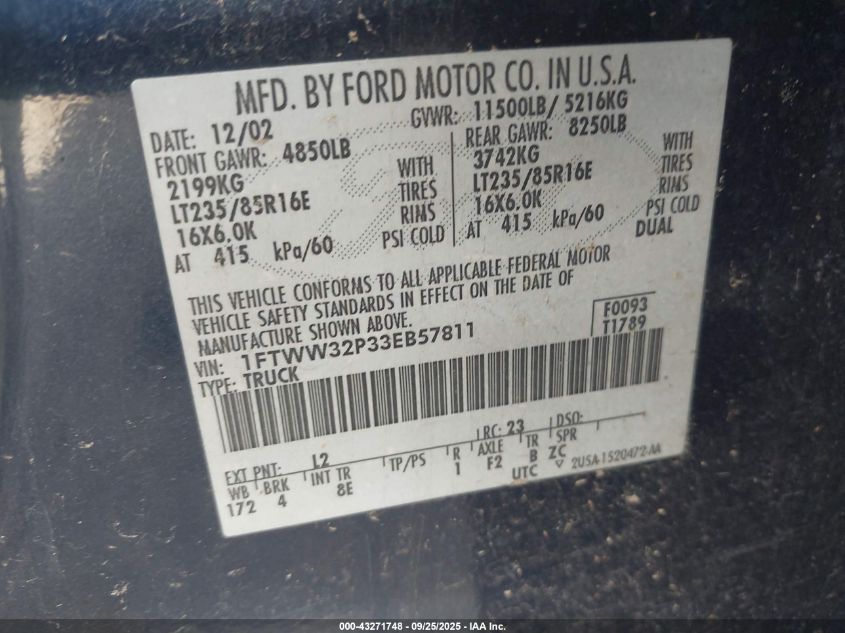 MFD. BY FORD MOTOR CO. IN U.S.A.
DATE: 12/02 GVWR: 11500LB/ 5216KG
FRONT GAWR: 4850LB REAR GAWR: 8250LB
2199KG WITH 3742KG WITH
LT235/85R16E TIRES LT235/85R16E TIRES
16X6.0K RIMS 16X6.0K RIMS
AT 415 kPa/60 PSI COLD AT 415 kPa/60 PSI COLD
DUAL
THIS VEHICLE CONFORMS TO ALL APPLICABLE FEDERAL MOTOR
VEHICLE SAFETY STANDARDS IN EFFECT ON THE DATE OF
MANUFACTURE SHOWN ABOVE. F0093
VIN: 1FTWW32P33EB57811 T1789
TYPE: TRUCK
EXT PNT: L2 RC: 23 DSO:
WB BRK INT TR TP/PS R AXLE TR SPR
172 4 8E 1 F2 B ZC
UTC V 2USA-1520472-AA
000-43271748 - 09/25/2025 - IAA Inc.